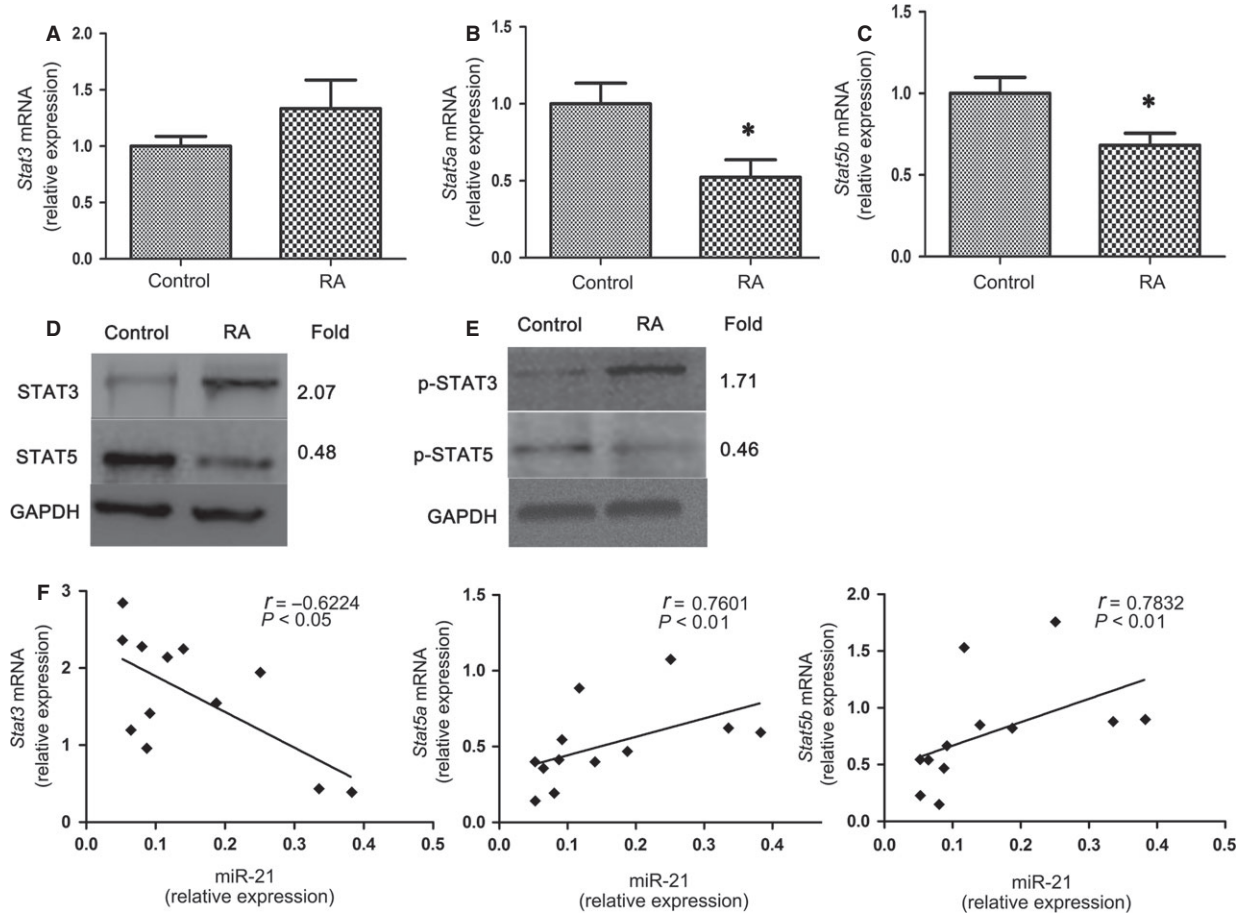 A
Stat3 mRNA
(relative expression)
2.0
1.5
1.0
0.5
0.0
Control
RA
B
Stat5a mRNA
(relative expression)
1.5
1.0
0.5
0.0
*
Control
RA
C
Stat5b mRNA
(relative expression)
1.5
1.0
0.5
0.0
*
Control
RA
D
Control RA Fold
STAT3 2.07
STAT5 0.48
GAPDH
E
Control RA Fold
p-STAT3 1.71
p-STAT5 0.46
GAPDH
F
Stat3 mRNA
(relative expression)
3
2
1
0
r = –0.6224
P < 0.05
0.0 0.1 0.2 0.3 0.4 0.5
miR-21
(relative expression)
Stat5a mRNA
(relative expression)
1.5
1.0
0.5
0.0
r = 0.7601
P < 0.01
0.0 0.1 0.2 0.3 0.4
miR-21
(relative expression)
Stat5b mRNA
(relative expression)
2.0
1.5
1.0
0.5
0.0
r = 0.7832
P < 0.01
0.0 0.1 0.2 0.3 0.4 0.5
miR-21
(relative expression)